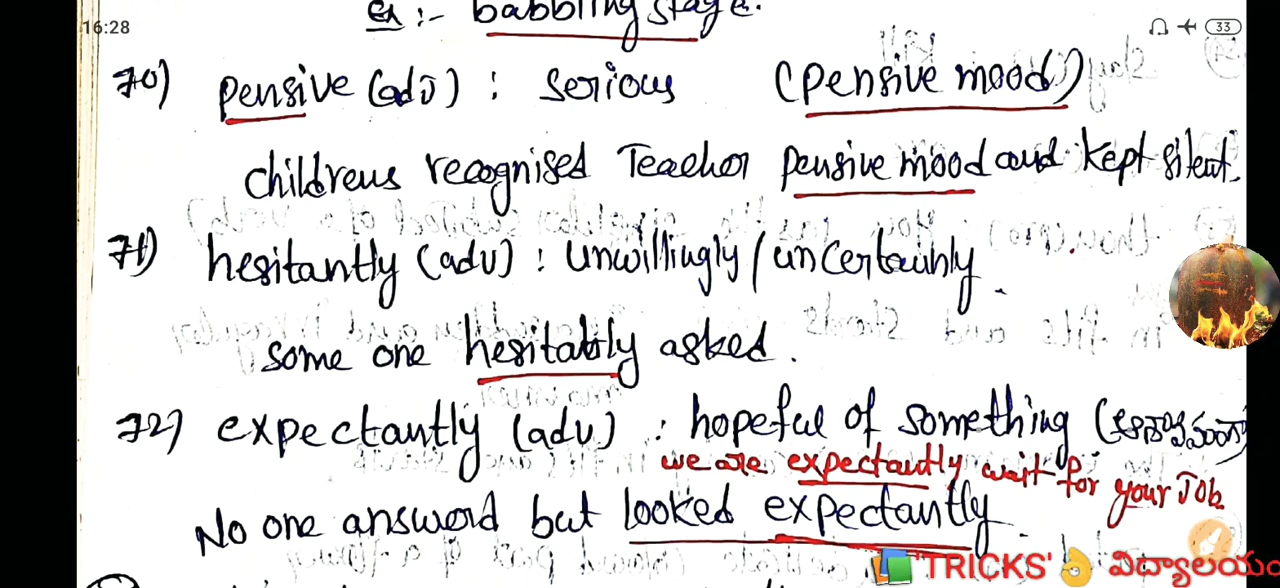 ex :- babbling stage.
16:28
33
70) pensive (adj) : serious (pensive mood)
childrens recognised Teacher pensive mood and kept silent.
71) hesitantly (adv) : unwillingly / uncertainly.
some one hesitably asked.
72) expectantly (adv) : hopeful of something
we are expectantly wait for your Job.
No one answerd but looked expectantly.
'TRICKS' 👌 విద్యాలయం